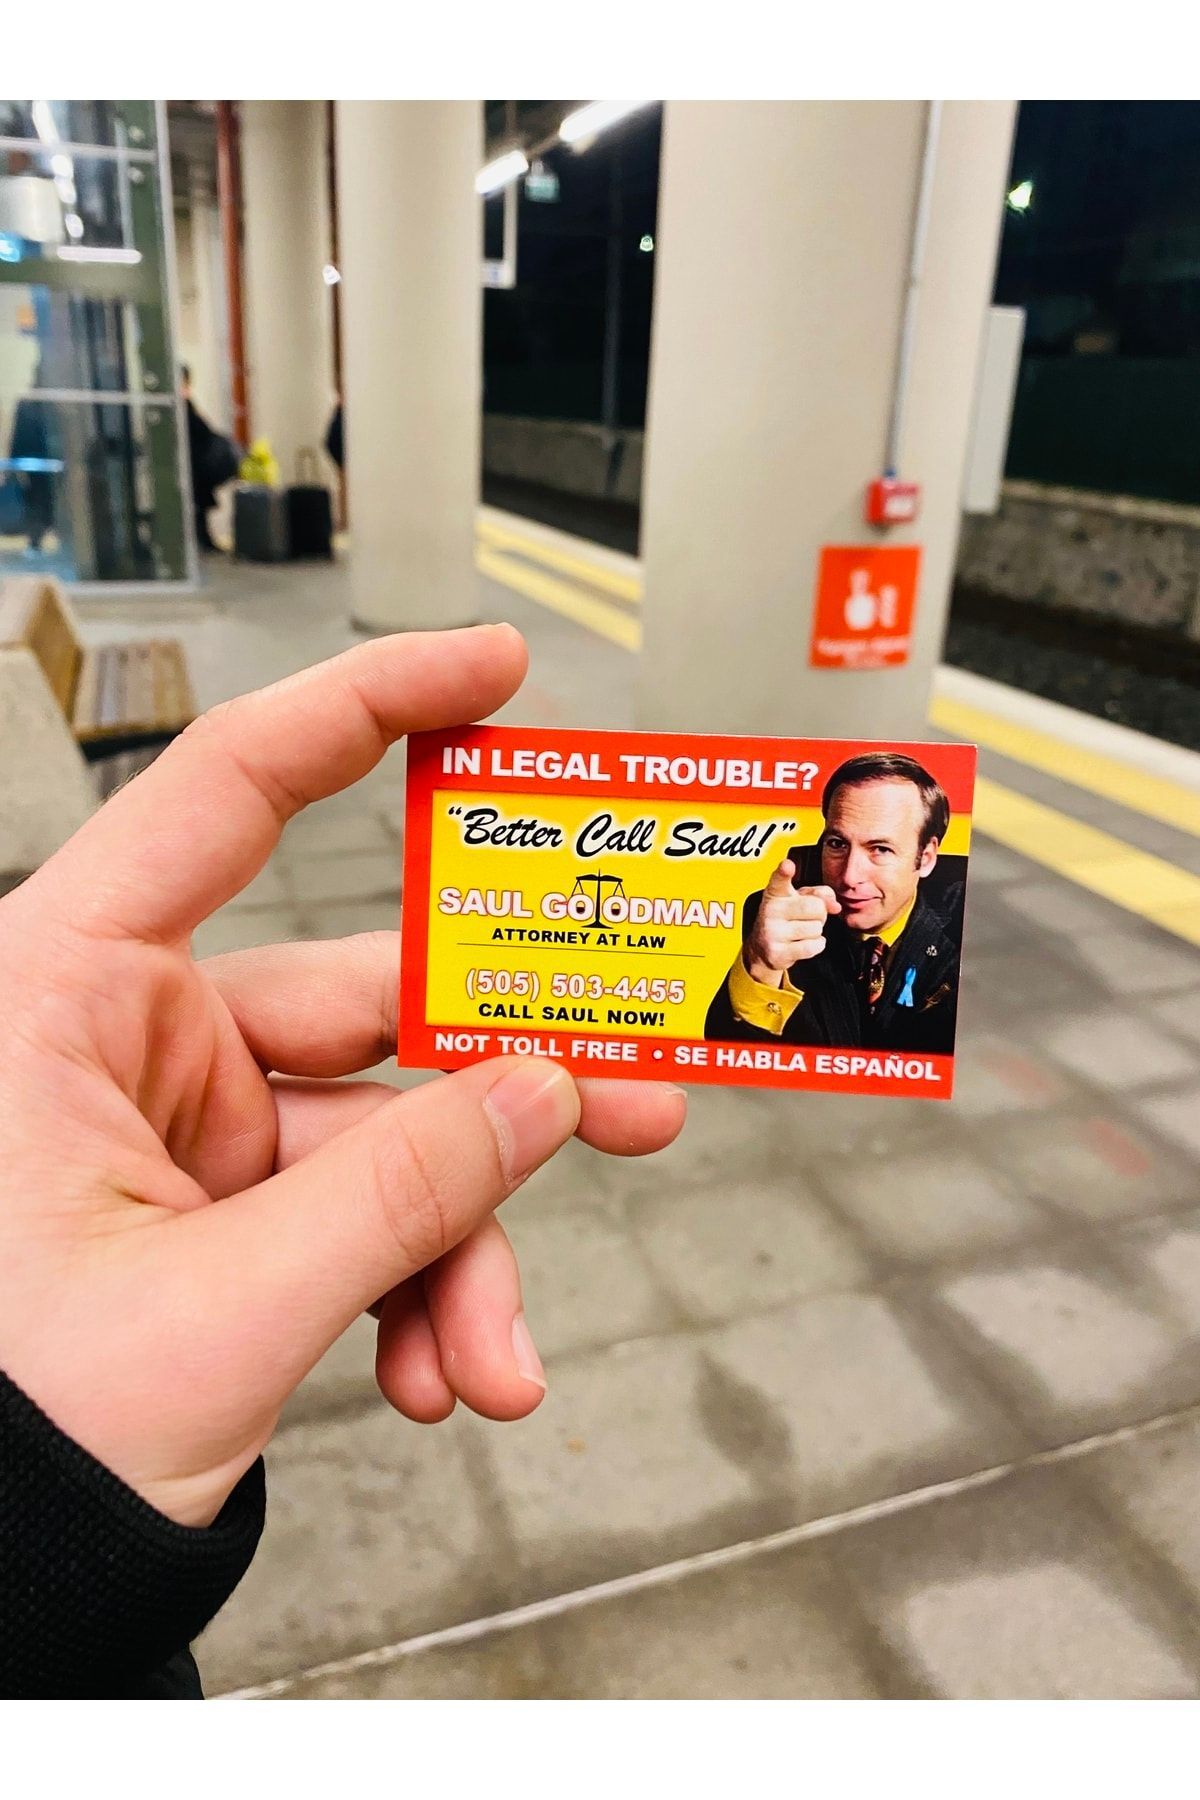 IN LEGAL TROUBLE?
“Better Call Saul!”
SAUL GOODMAN
ATTORNEY AT LAW
(505) 503-4455
CALL SAUL NOW!
NOT TOLL FREE • SE HABLA ESPAÑOL